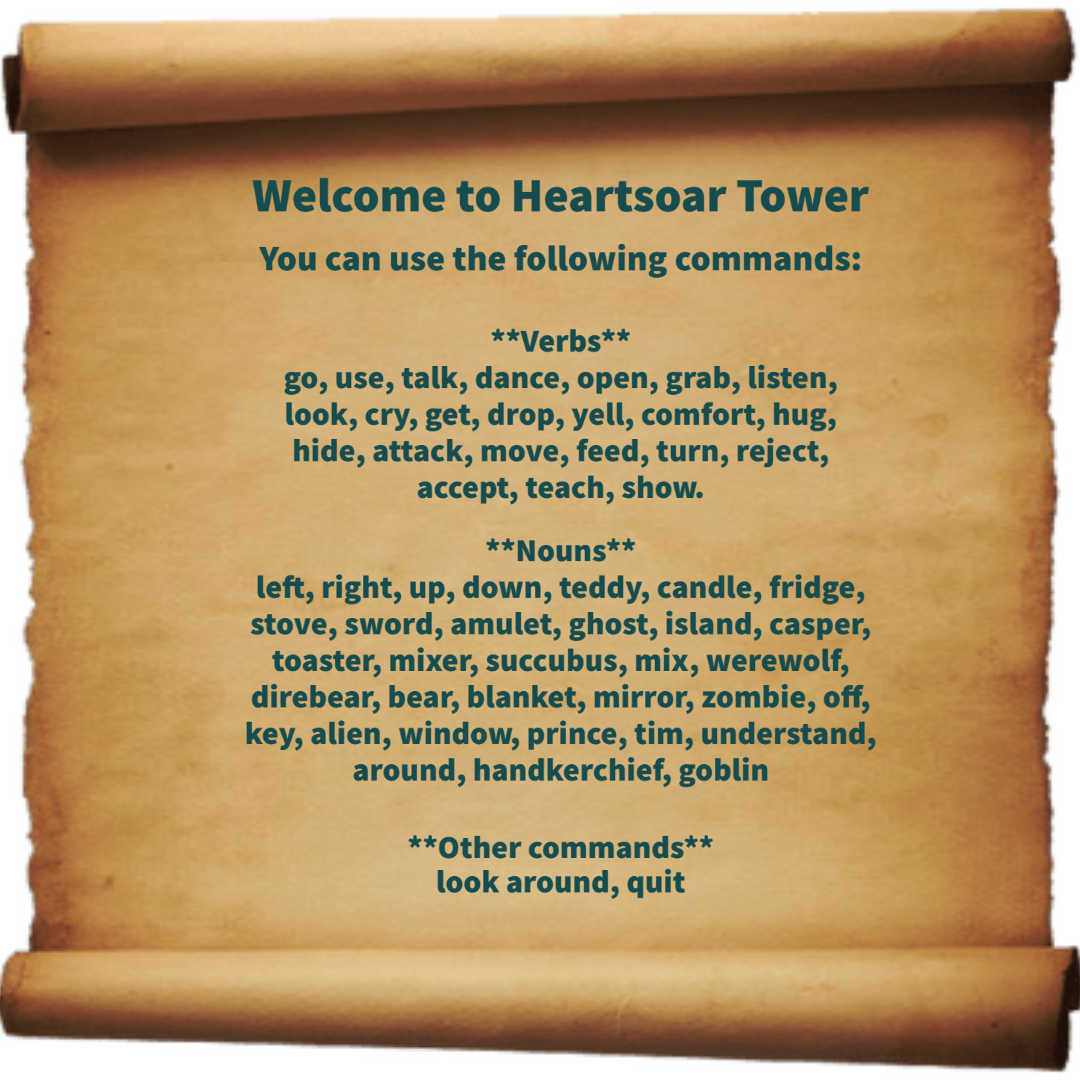 Welcome to Heartsoar Tower
You can use the following commands:
**Verbs**
go, use, talk, dance, open, grab, listen,
look, cry, get, drop, yell, comfort, hug,
hide, attack, move, feed, turn, reject,
accept, teach, show.
**Nouns**
left, right, up, down, teddy, candle, fridge,
stove, sword, amulet, ghost, island, casper,
toaster, mixer, succubus, mix, werewolf,
direbear, bear, blanket, mirror, zombie, off,
key, alien, window, prince, tim, understand,
around, handkerchief, goblin
**Other commands**
look around, quit